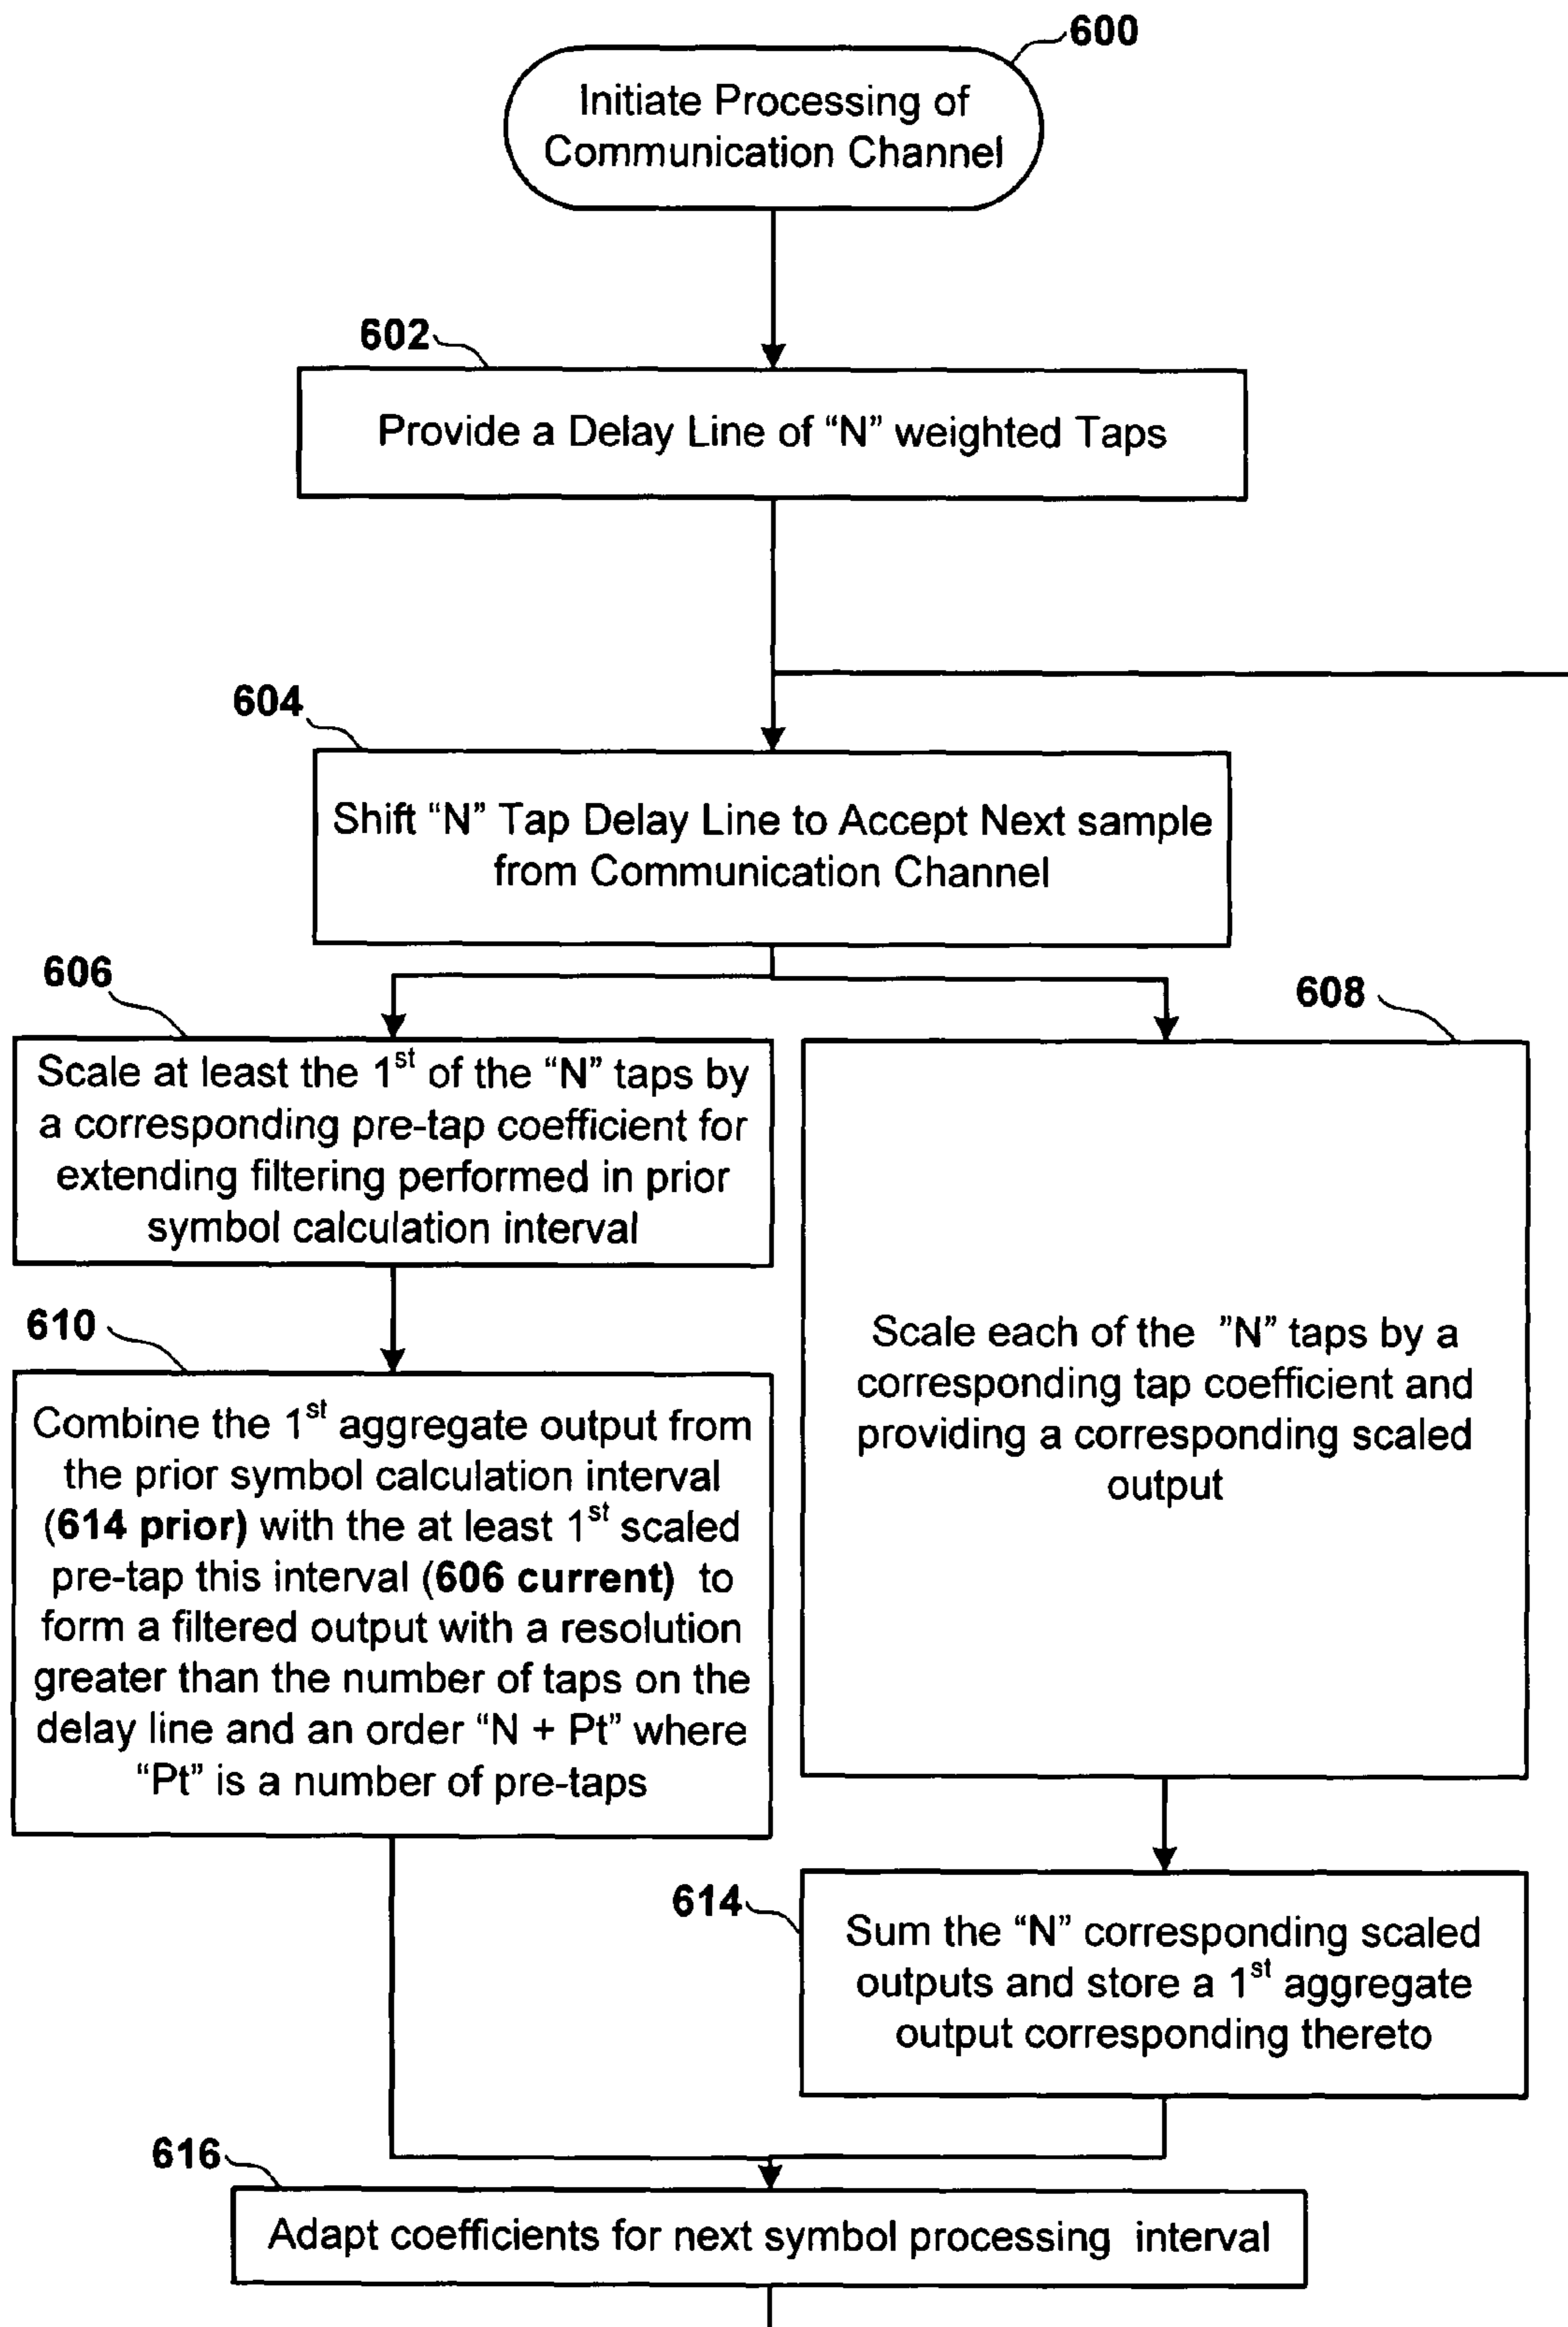 600
Initiate Processing of
Communication Channel
602
Provide a Delay Line of “N” weighted Taps
604
Shift “N” Tap Delay Line to Accept Next sample
from Communication Channel
606
Scale at least the 1st of the “N” taps by
a corresponding pre-tap coefficient for
extending filtering performed in prior
symbol calculation interval
608
Scale each of the ”N” taps by a
corresponding tap coefficient and
providing a corresponding scaled
output
610
Combine the 1st aggregate output from
the prior symbol calculation interval
(614 prior) with the at least 1st scaled
pre-tap this interval (606 current) to
form a filtered output with a resolution
greater than the number of taps on the
delay line and an order “N + Pt” where
“Pt” is a number of pre-taps
614
Sum the “N” corresponding scaled
outputs and store a 1st aggregate
output corresponding thereto
616
Adapt coefficients for next symbol processing interval